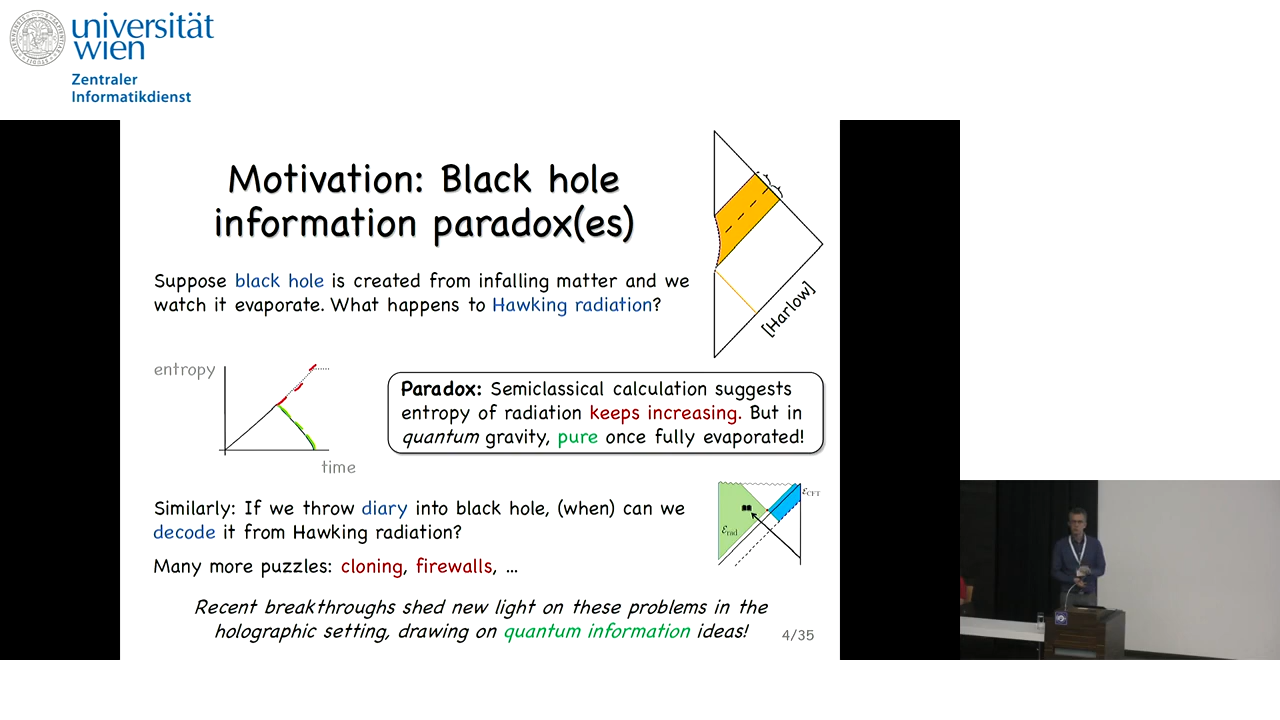 universität
wien
Zentraler
Informatikdienst
Motivation: Black hole
information paradox(es)
Suppose black hole is created from infalling matter and we
watch it evaporate. What happens to Hawking radiation?
[Harlow]
entropy
time
Paradox: Semiclassical calculation suggests
entropy of radiation keeps increasing. But in
quantum gravity, pure once fully evaporated!
Similarly: If we throw diary into black hole, (when) can we
decode it from Hawking radiation?
ℰCFT
ℰrad
Many more puzzles: cloning, firewalls, ...
Recent breakthroughs shed new light on these problems in the
holographic setting, drawing on quantum information ideas!
4/35